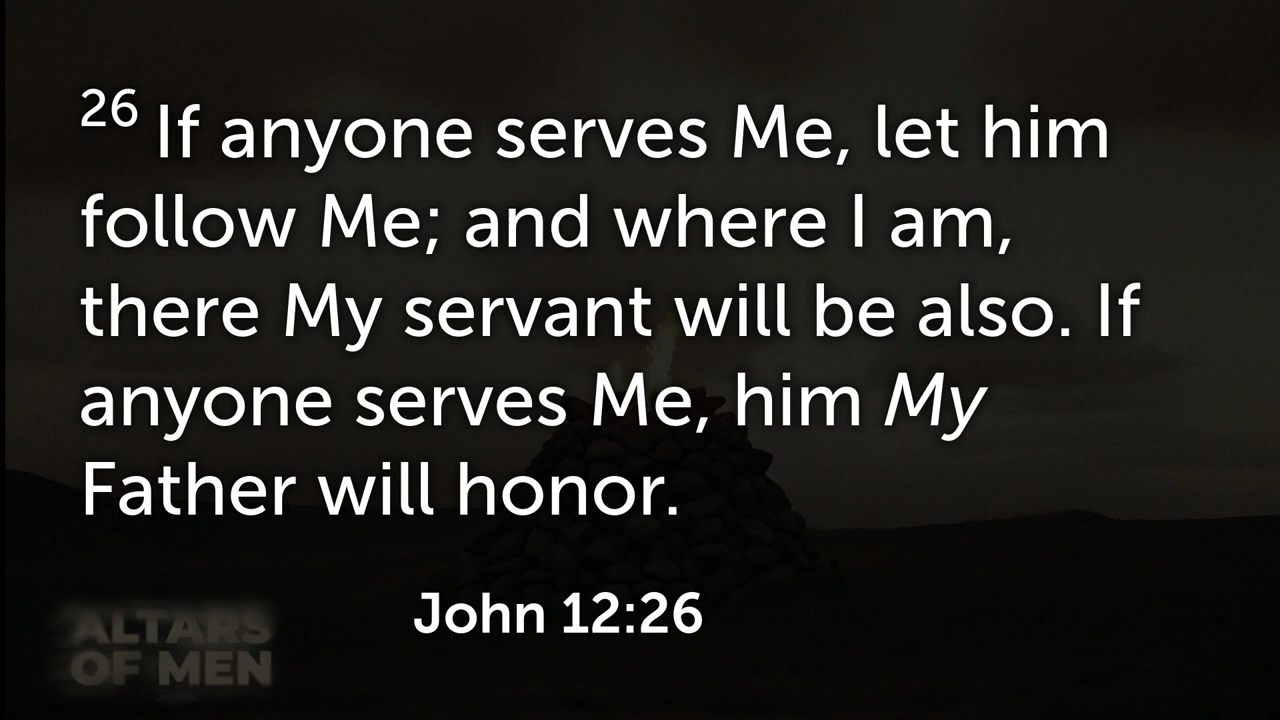 26 If anyone serves Me, let him
follow Me; and where I am,
there My servant will be also. If
anyone serves Me, him My
Father will honor.
John 12:26
ALTARS
OF MEN